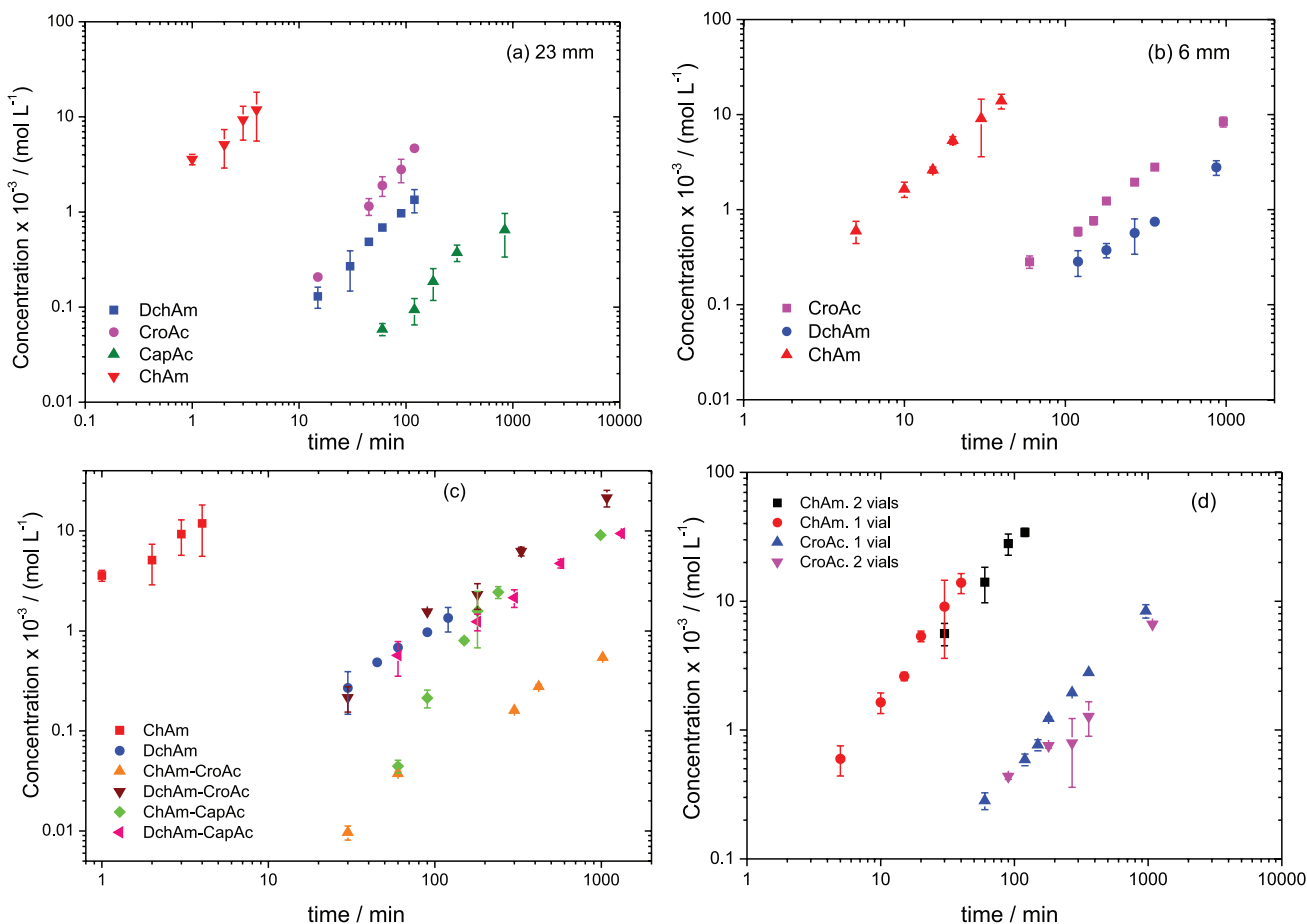 (a) 23 mm
Concentration x 10⁻³ / (mol L⁻¹)
100
10
1
0.1
0.01
DchAm
CroAc
CapAc
ChAm
0.1 1 10 100 1000 10000
time / min
(b) 6 mm
Concentration x 10⁻³ / (mol L⁻¹)
100
10
1
0.1
0.01
CroAc
DchAm
ChAm
1 10 100 1000
time / min
(c)
Concentration x 10⁻³ / (mol L⁻¹)
10
1
0.1
0.01
ChAm
DchAm
ChAm-CroAc
DchAm-CroAc
ChAm-CapAc
DchAm-CapAc
1 10 100 1000
time / min
(d)
Concentration x 10⁻³ / (mol L⁻¹)
100
10
1
0.1
ChAm. 2 vials
ChAm. 1 vial
CroAc. 1 vial
CroAc. 2 vials
1 10 100 1000 10000
time / min